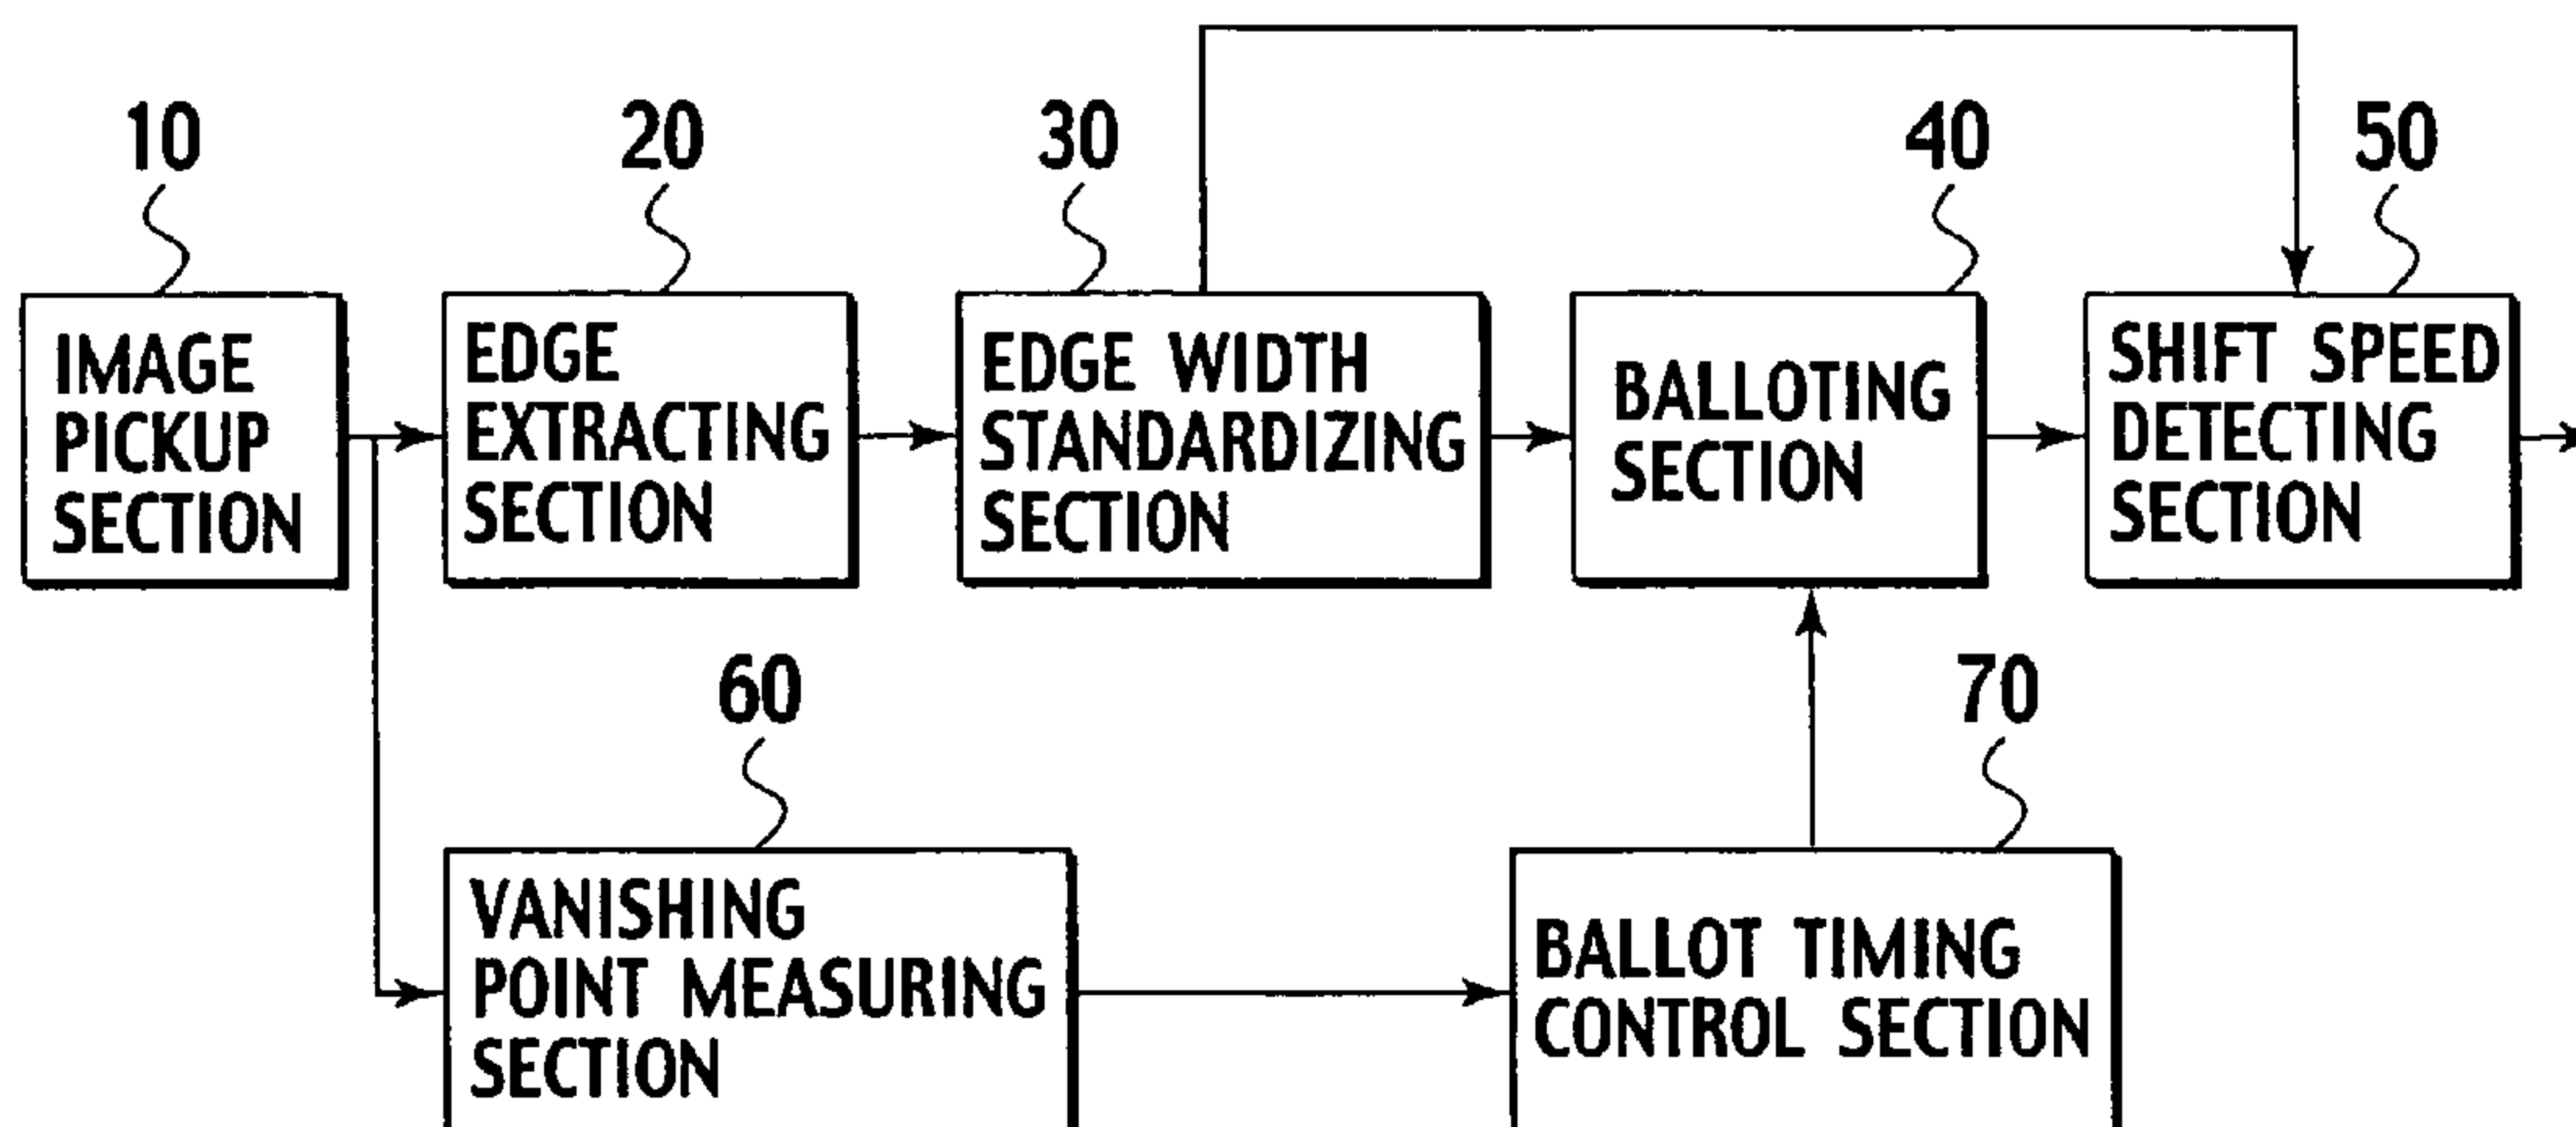 10
20
30
40
50
IMAGE
PICKUP
SECTION
EDGE
EXTRACTING
SECTION
EDGE WIDTH
STANDARDIZING
SECTION
BALLOTING
SECTION
SHIFT SPEED
DETECTING
SECTION
60
70
VANISHING
POINT MEASURING
SECTION
BALLOT TIMING
CONTROL SECTION